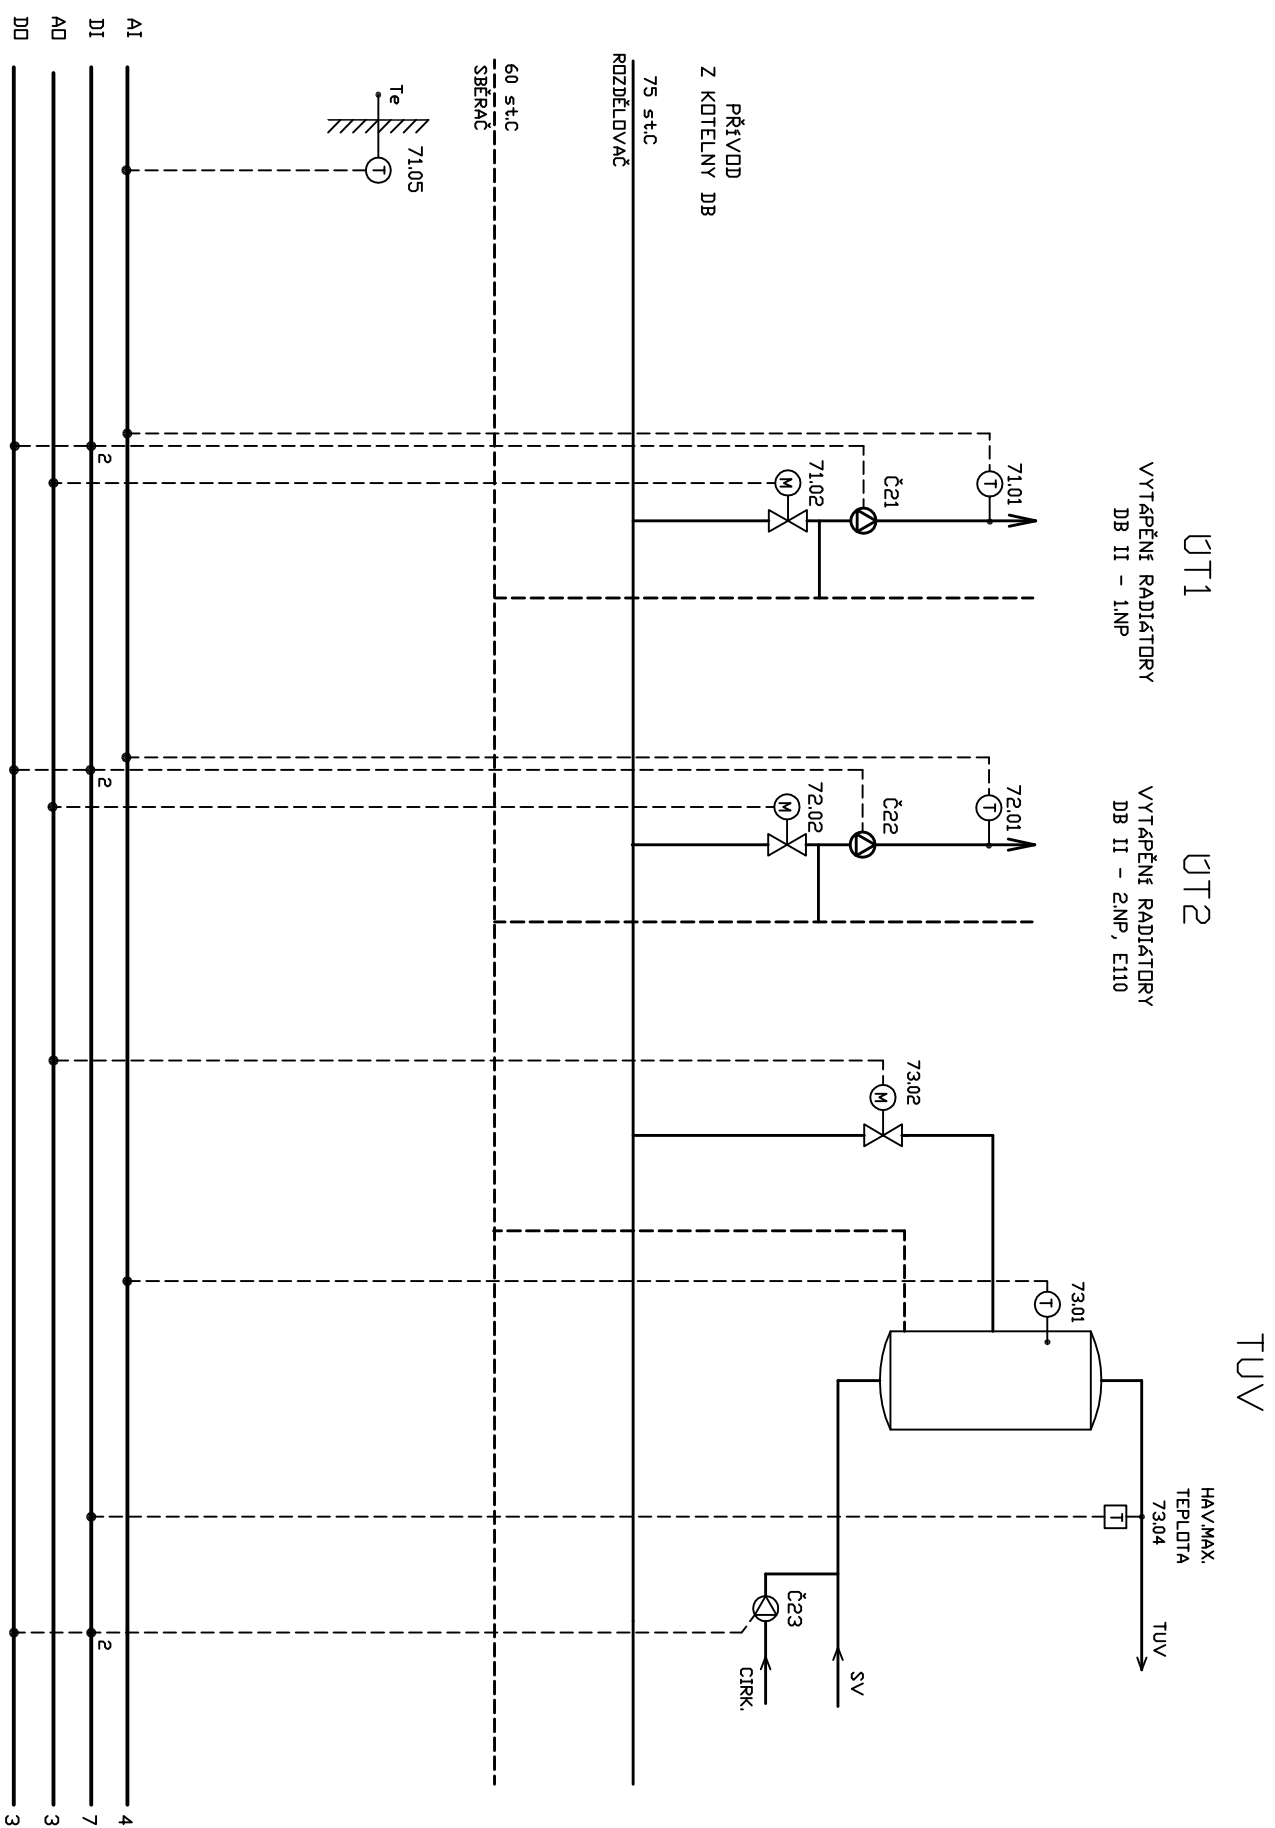 ÚT1
VYTÁPĚNÍ RADIÁTORY
DB II - 1.NP
ÚT2
VYTÁPĚNÍ RADIÁTORY
DB II - 2.NP, E110
TUV
HAV.MAX.
TEPLOTA
73.04
TUV
71.01
Č21
71.02
72.01
Č22
72.02
73.01
73.02
SV
Č23
CIRK.
PŘÍVOD
Z KOTELNY DB
75 st.C
ROZDĚLOVAČ
60 st.C
SBĚRAČ
Te
71.05
T
T
T
T
T
M
M
M
2
2
2
AI
4
DI
7
AO
3
DO
3